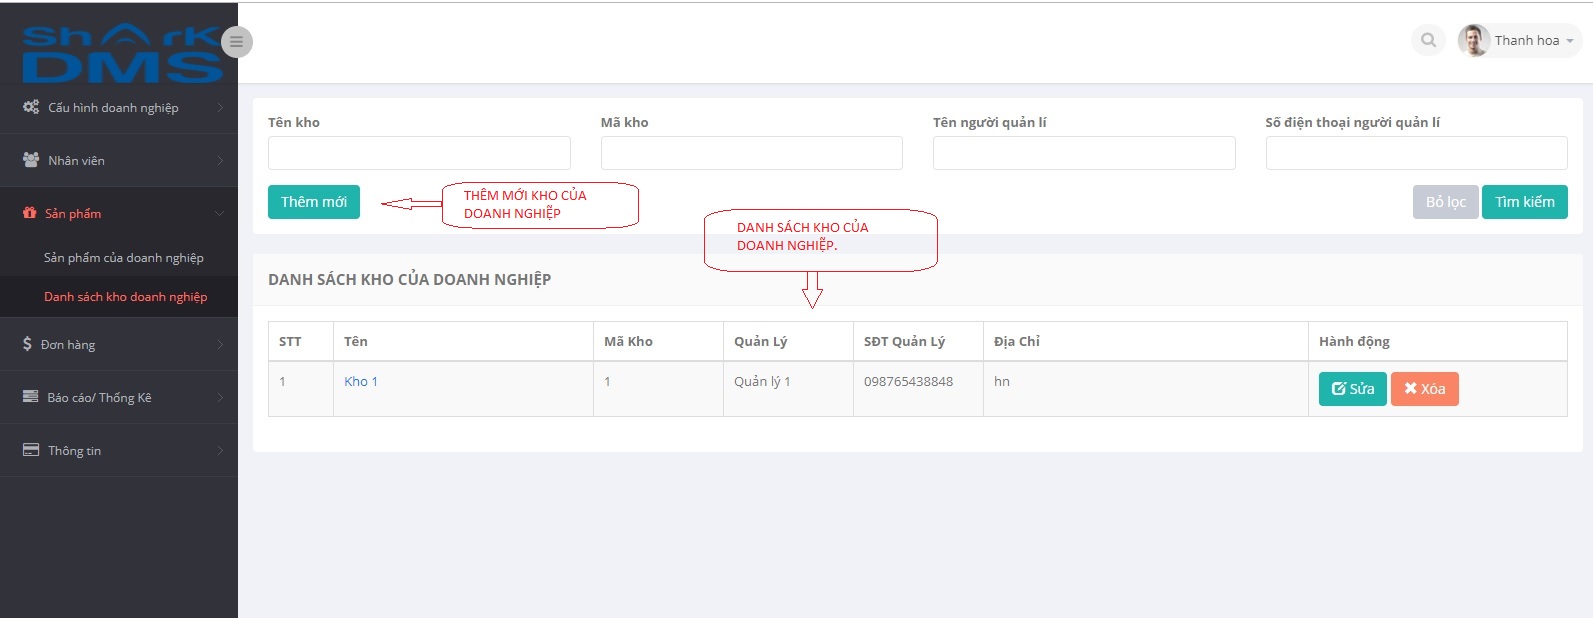 Shark
DMS
Thanh hoa
Cấu hình doanh nghiệp
Nhân viên
Sản phẩm
Sản phẩm của doanh nghiệp
Danh sách kho doanh nghiệp
Đơn hàng
Báo cáo/ Thống Kê
Thông tin
Tên kho
Mã kho
Tên người quản lí
Số điện thoại người quản lí
Thêm mới
THÊM MỚI KHO CỦA
DOANH NGHIỆP
Bỏ lọc
Tìm kiếm
DANH SÁCH KHO CỦA
DOANH NGHIỆP.
DANH SÁCH KHO CỦA DOANH NGHIỆP
STT Tên Mã Kho Quản Lý SĐT Quản Lý Địa Chỉ Hành động
1 Kho 1 1 Quản lý 1 098765438848 hn Sửa Xóa